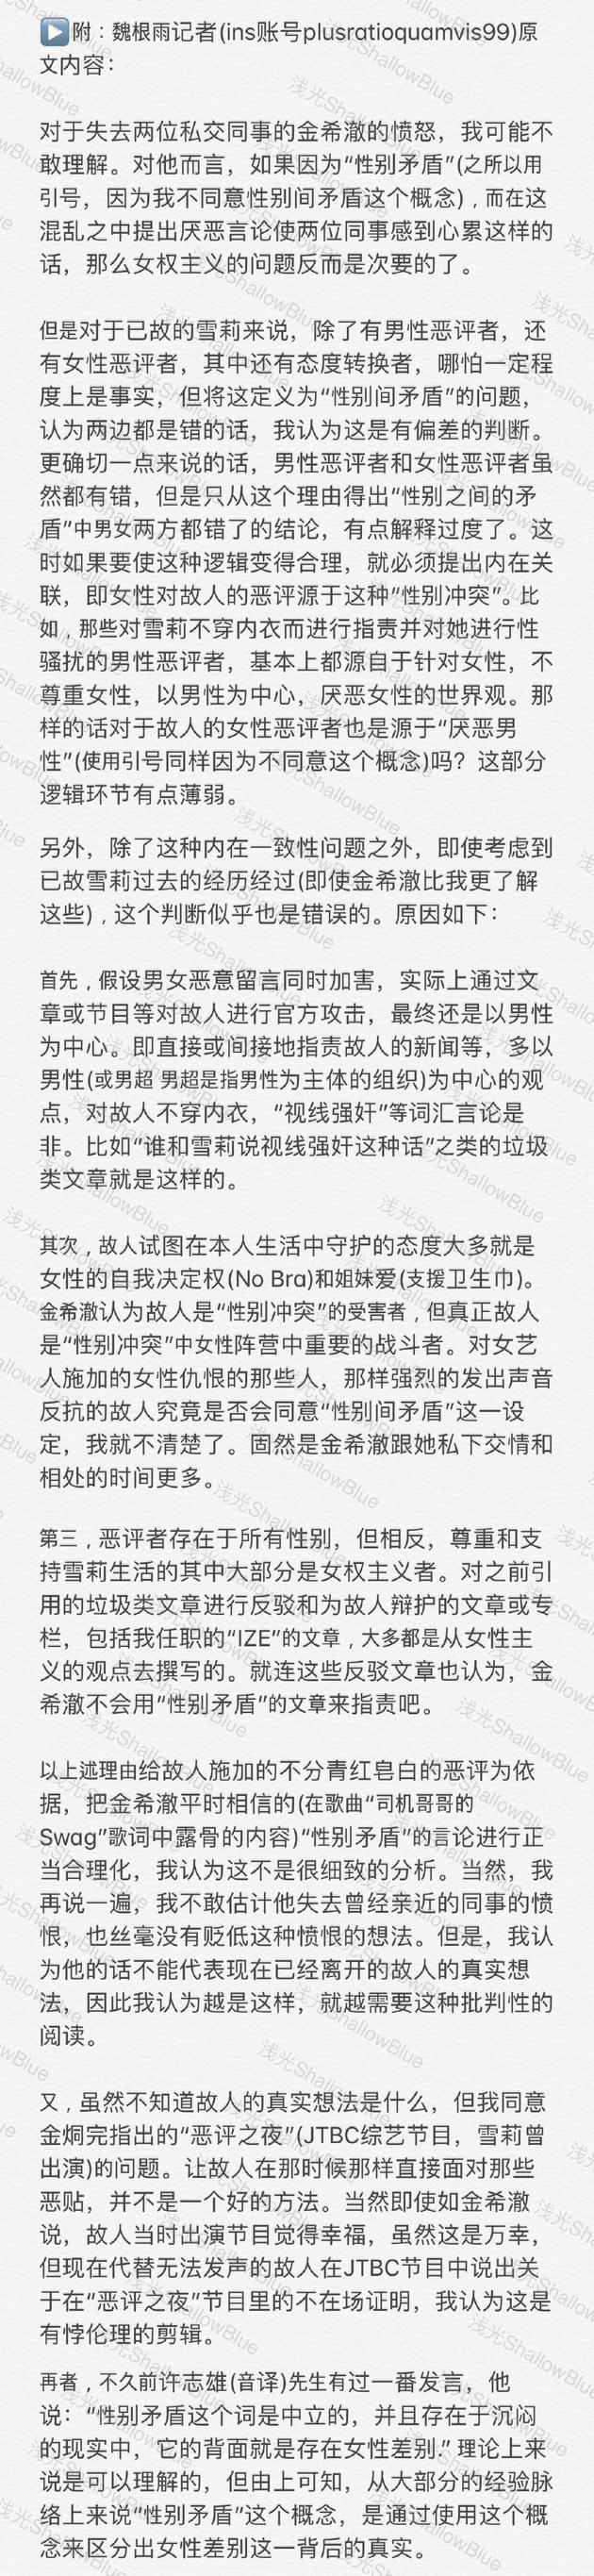 ▶附：魏根雨记者(ins账号plusratioquamvis99)原
文内容：
对于失去两位私交同事的金希澈的愤怒，我可能不
敢理解。对他而言，如果因为“性别矛盾”(之所以用
引号，因为我不同意性别间矛盾这个概念)，而在这
混乱之中提出厌恶言论使两位同事感到心累这样的
话，那么女权主义的问题反而是次要的了。
但是对于已故的雪莉来说，除了有男性恶评者，还
有女性恶评者，其中还有态度转换者，哪怕一定程
度上是事实，但将这定义为“性别间矛盾”的问题，
认为两边都是错的话，我认为这是有偏差的判断。
更确切一点来说的话，男性恶评者和女性恶评者虽
然都有错，但是只从这个理由得出“性别之间的矛
盾”中男女两方都错了的结论，有点解释过度了。这
时如果要使这种逻辑变得合理，就必须提出内在关
联，即女性对故人的恶评源于这种“性别冲突”。比
如，那些对雪莉不穿内衣而进行指责并对她进行性
骚扰的男性恶评者，基本上都源自于针对女性，不
尊重女性，以男性为中心，厌恶女性的世界观。那
样的话对于故人的女性恶评者也是源于“厌恶男
性”(使用引号同样因为不同意这个概念)吗？这部分
逻辑环节有点薄弱。
另外，除了这种内在一致性问题之外，即使考虑到
已故雪莉过去的经历经过(即使金希澈比我更了解
这些)，这个判断似乎也是错误的。原因如下：
首先，假设男女恶意留言同时加害，实际上通过文
章或节目等对故人进行官方攻击，最终还是以男性
为中心。即直接或间接地指责故人的新闻等，多以
男性(或男超 男超是指男性为主体的组织)为中心的观
点，对故人不穿内衣，“视线强奸”等词汇言论是
非。比如“谁和雪莉说视线强奸这种话”之类的垃圾
类文章就是这样的。
其次，故人试图在本人生活中守护的态度大多就是
女性的自我决定权(No Bra)和姐妹爱(支援卫生巾)。
金希澈认为故人是“性别冲突”的受害者，但真正故人
是“性别冲突”中女性阵营中重要的战斗者。对女艺
人施加的女性仇恨的那些人，那样强烈的发出声音
反抗的故人究竟是否会同意“性别间矛盾”这一设
定，我就不清楚了。固然是金希澈跟她私下交情和
相处的时间更多。
第三，恶评者存在于所有性别，但相反，尊重和支
持雪莉生活的其中大部分是女权主义者。对之前引
用的垃圾类文章进行反驳和为故人辩护的文章或专
栏，包括我任职的“IZE”的文章，大多都是从女性主
义的观点去撰写的。就连这些反驳文章也认为，金
希澈不会用“性别矛盾”的文章来指责吧。
以上述理由给故人施加的不分青红皂白的恶评为依
据，把金希澈平时相信的(在歌曲“司机哥哥的
Swag”歌词中露骨的内容)“性别矛盾”的言论进行正
当合理化，我认为这不是很细致的分析。当然，我
再说一遍，我不敢估计他失去曾经亲近的同事的愤
恨，也丝毫没有贬低这种愤恨的想法。但是，我认
为他的话不能代表现在已经离开的故人的真实想
法，因此我认为越是这样，就越需要这种批判性的
阅读。
又，虽然不知道故人的真实想法是什么，但我同意
金炯完指出的“恶评之夜”(JTBC综艺节目，雪莉曾
出演)的问题。让故人在那时候那样直接面对那些
恶贴，并不是一个好的方法。当然即使如金希澈
说，故人当时出演节目觉得幸福，虽然这是万幸，
但现在代替无法发声的故人在JTBC节目中说出关
于在“恶评之夜”节目里的不在场证明，我认为这是
有悖伦理的剪辑。
再者，不久前许志雄(音译)先生有过一番发言，他
说：“性别矛盾这个词是中立的，并且存在于沉闷
的现实中，它的背面就是存在女性差别.” 理论上来
说是可以理解的，但由上可知，从大部分的经验脉
络上来说“性别矛盾”这个概念，是通过使用这个概
念来区分出女性差别这一背后的真实。